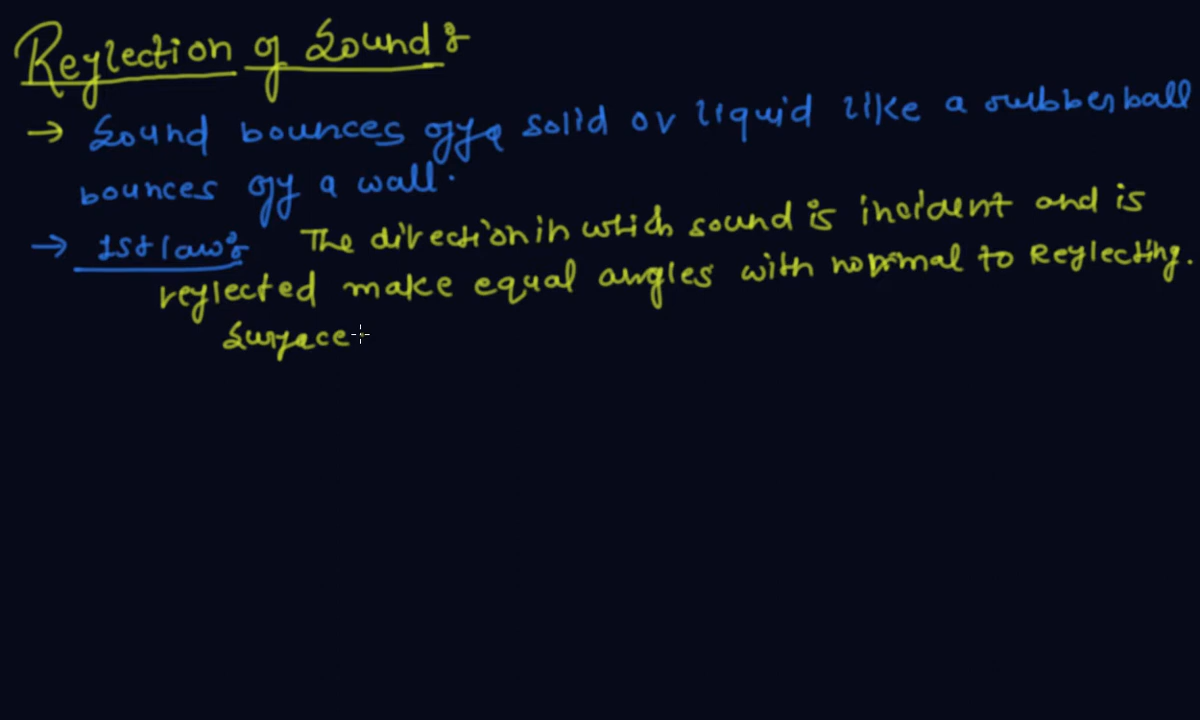 Reflection of Sound :
→ Sound bounces off a solid or liquid like a rubber ball
bounces off a wall.
→ 1st law : The direction in which sound is incident and is
reflected make equal angles with normal to Reflecting.
Surface